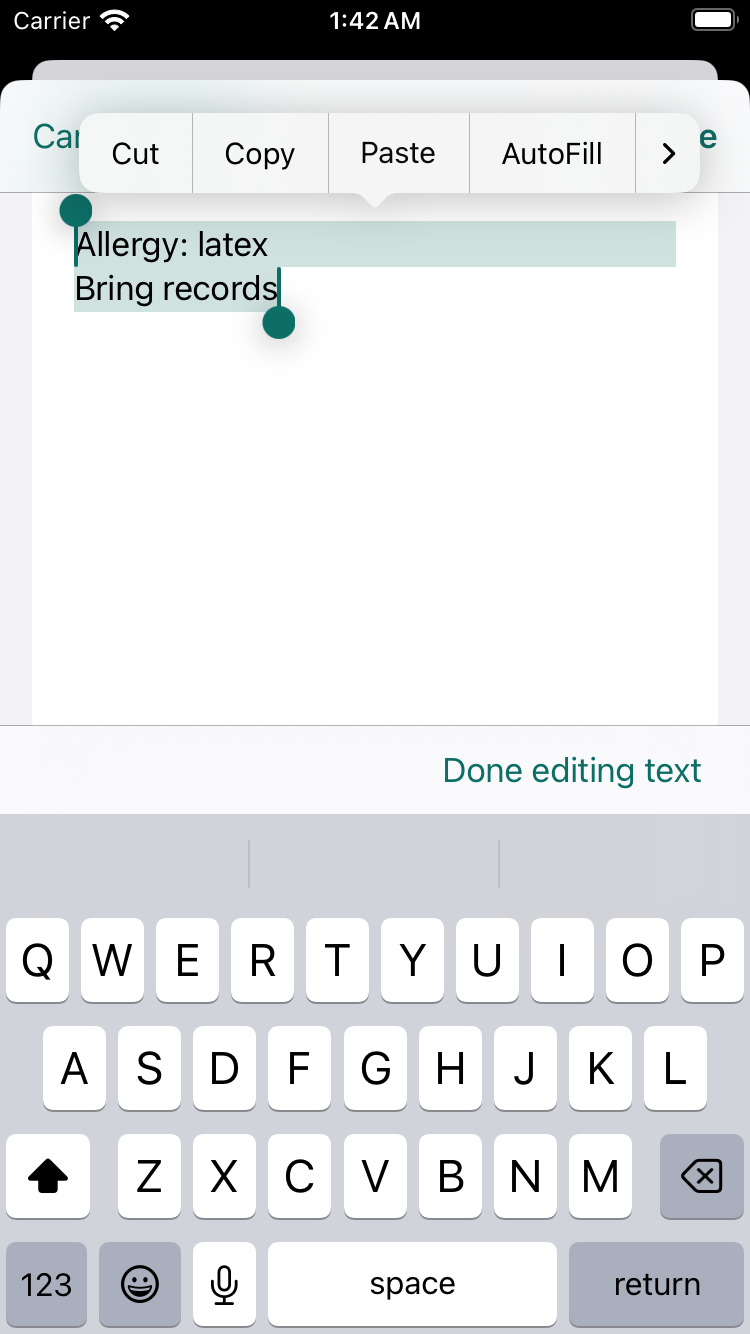 Carrier 1:42 AM
Cut Copy Paste AutoFill
Allergy: latex
Bring records
Done editing text
Q W E R T Y U I O P
A S D F G H J K L
Z X C V B N M
123 space return